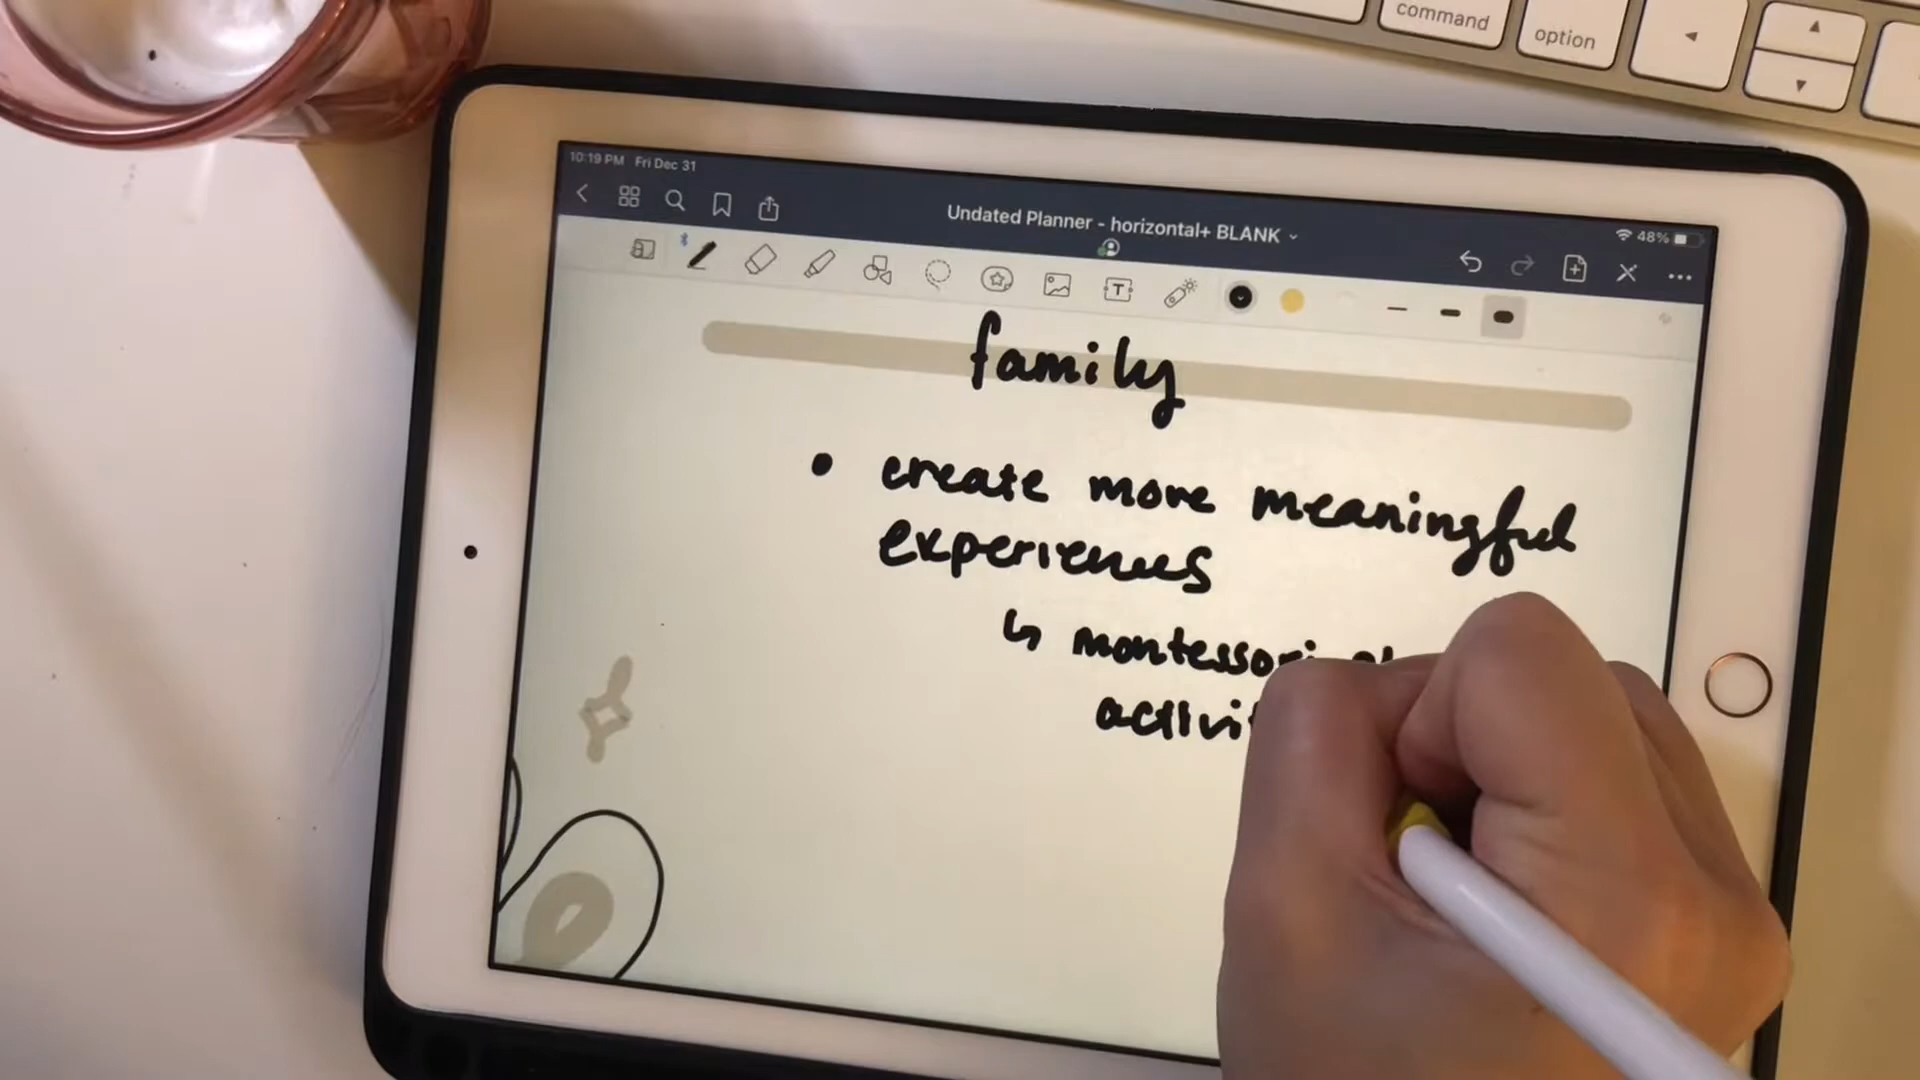 command
option
10:19 PM Fri Dec 31
Undated Planner - horizontal+ BLANK
48%
family
• create more meaningful
experiences
↳ montessori